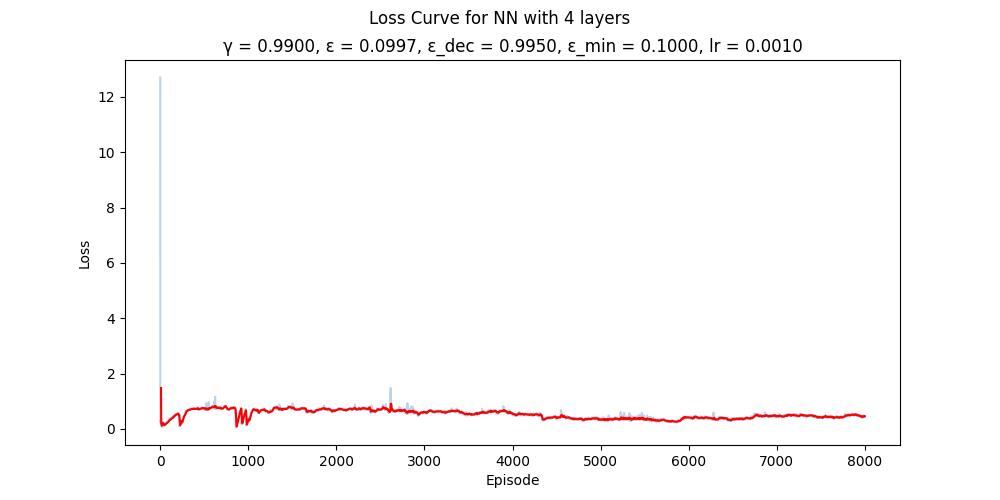 Loss Curve for NN with 4 layers
γ = 0.9900, ε = 0.0997, ε_dec = 0.9950, ε_min = 0.1000, lr = 0.0010
12
10
8
6
4
2
0
Loss
0 1000 2000 3000 4000 5000 6000 7000 8000
Episode